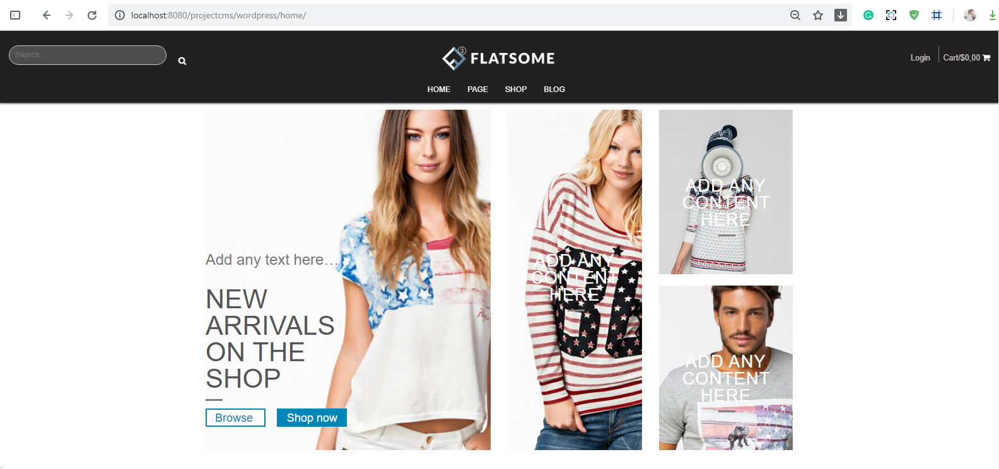 localhost:8080/projectcms/wordpress/home/
Search...
3
FLATSOME
Login
Cart/$0,00
HOME PAGE SHOP BLOG
Add any text here...
NEW
ARRIVALS
ON THE
SHOP
Browse
Shop now
ADD ANY
CONTENT
HERE
ADD ANY
CONTENT
HERE
ADD ANY
CONTENT
HERE